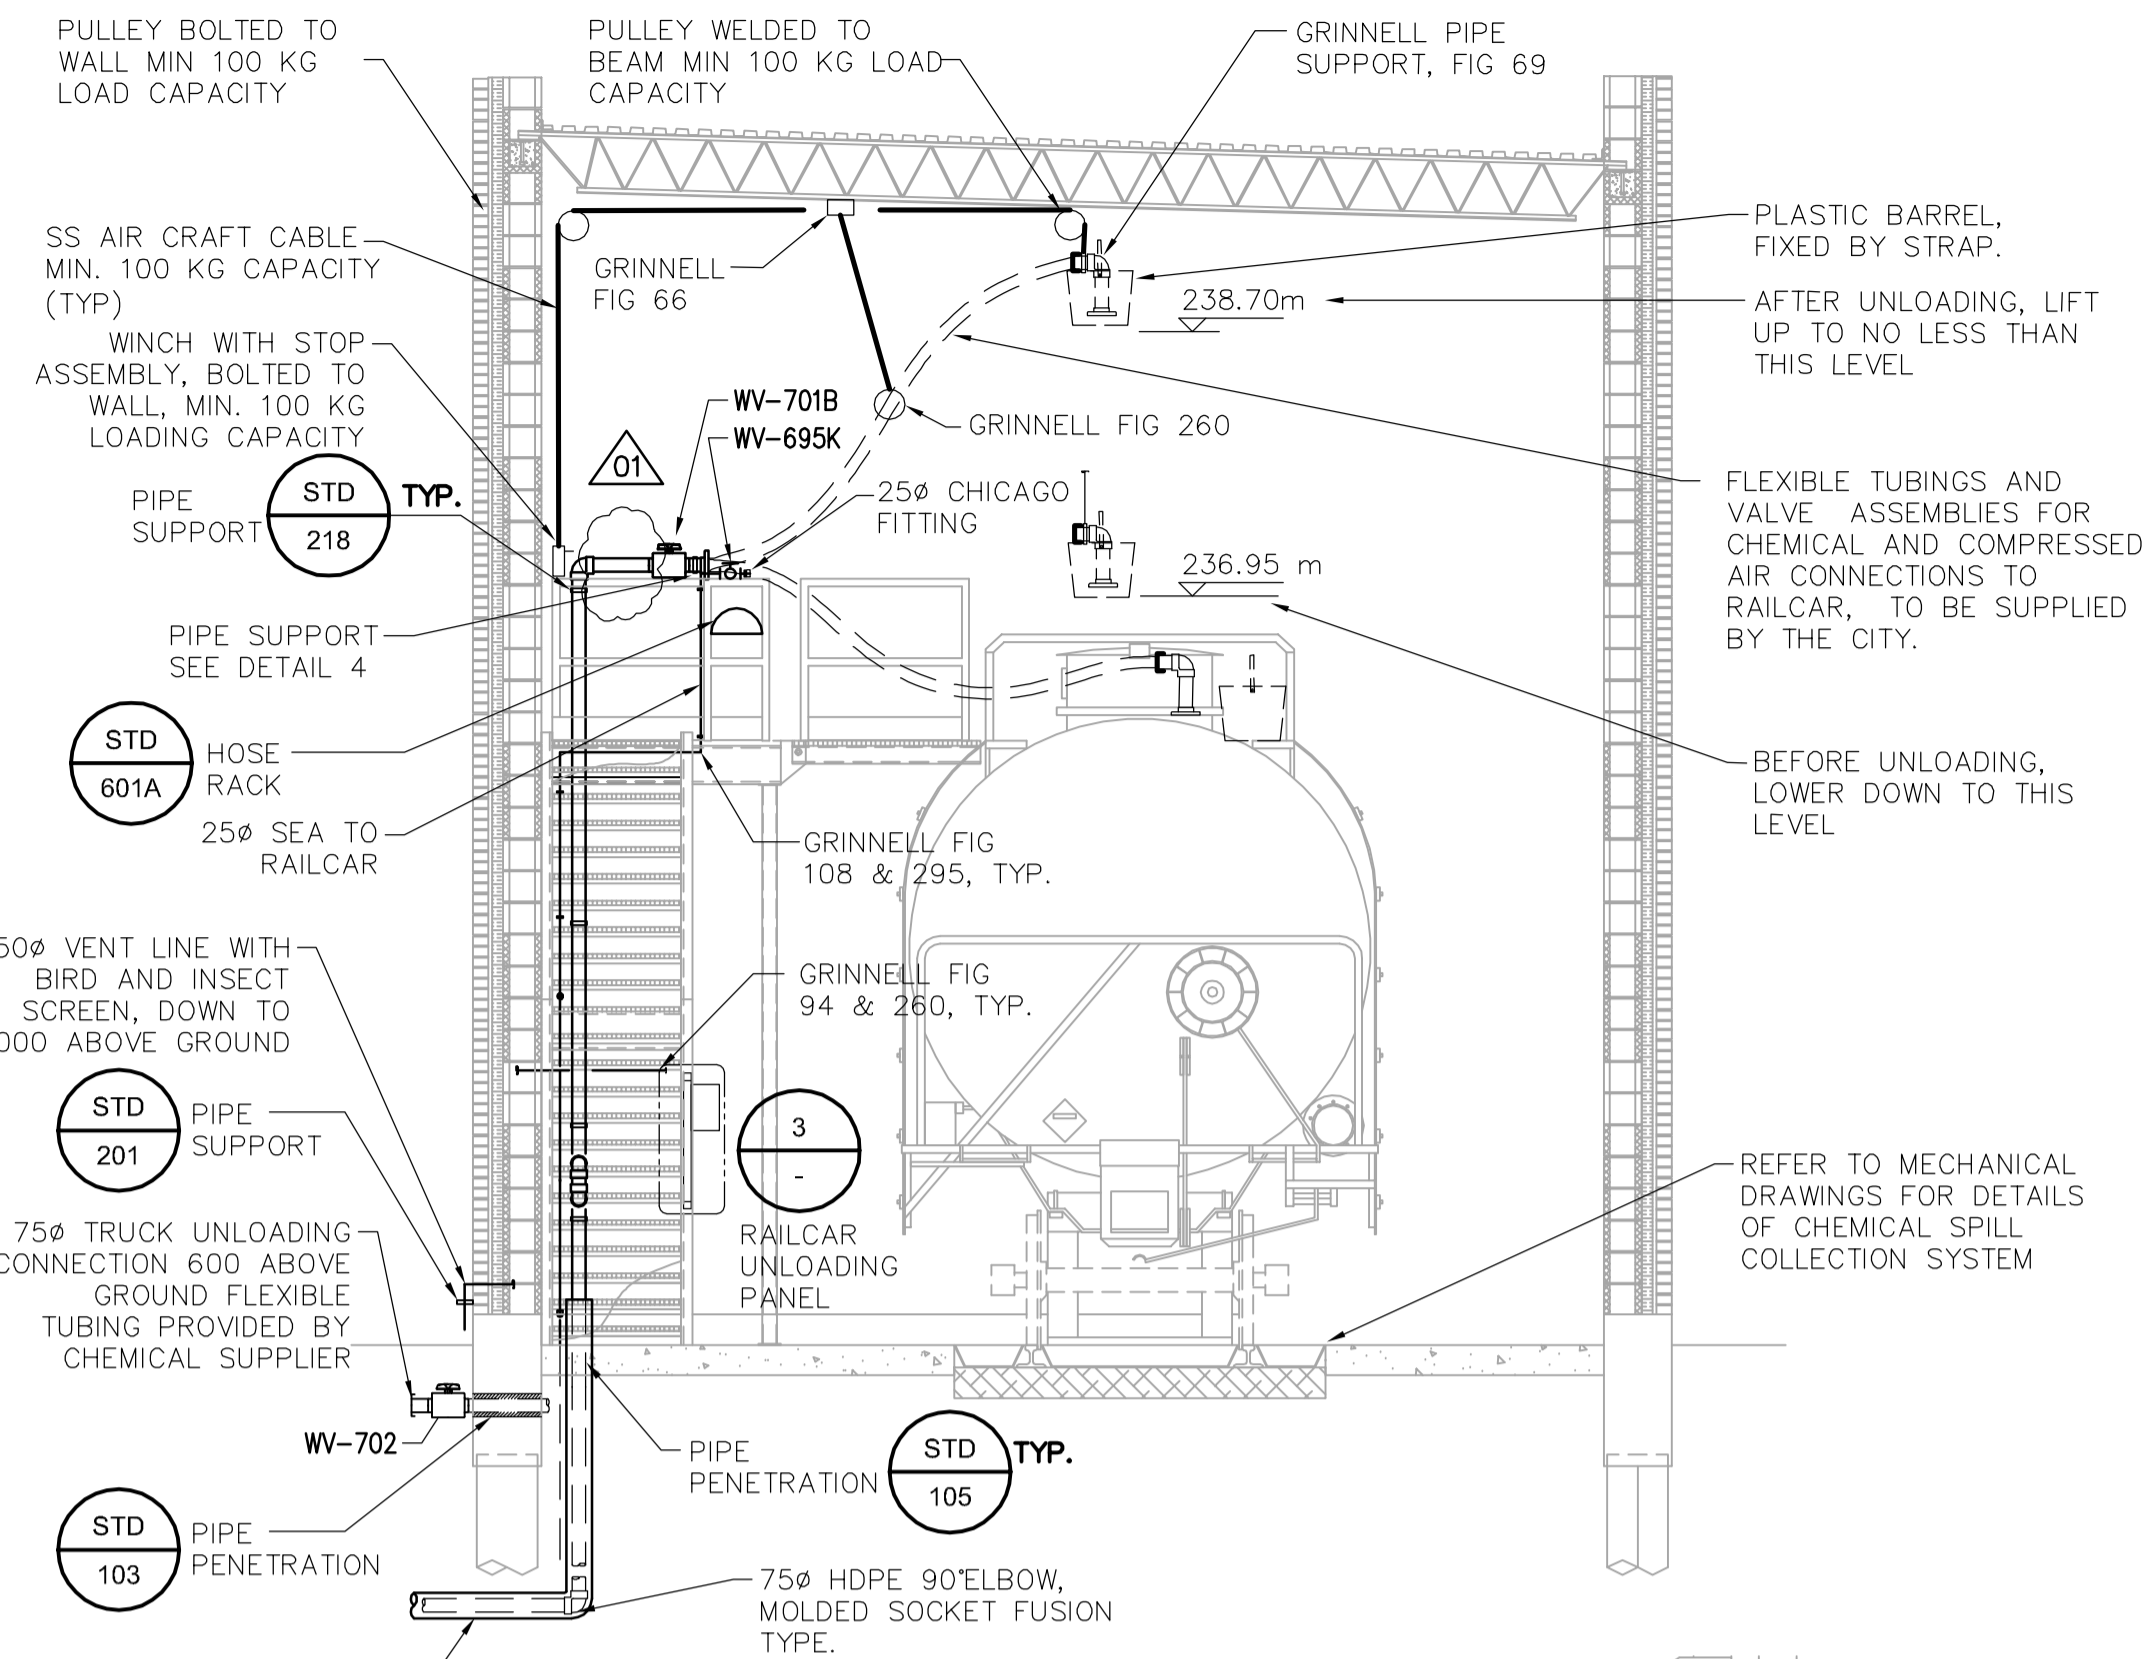 PULLEY BOLTED TO
WALL MIN 100 KG
LOAD CAPACITY
PULLEY WELDED TO
BEAM MIN 100 KG LOAD
CAPACITY
GRINNELL PIPE
SUPPORT, FIG 69
SS AIR CRAFT CABLE
MIN. 100 KG CAPACITY
(TYP)
GRINNELL
FIG 66
PLASTIC BARREL,
FIXED BY STRAP.
238.70m
AFTER UNLOADING, LIFT
UP TO NO LESS THAN
THIS LEVEL
WINCH WITH STOP
ASSEMBLY, BOLTED TO
WALL, MIN. 100 KG
LOADING CAPACITY
WV-701B
WV-695K
GRINNELL FIG 260
01
STD
218
TYP.
PIPE
SUPPORT
25ø CHICAGO
FITTING
FLEXIBLE TUBINGS AND
VALVE ASSEMBLIES FOR
CHEMICAL AND COMPRESSED
AIR CONNECTIONS TO
RAILCAR, TO BE SUPPLIED
BY THE CITY.
236.95 m
PIPE SUPPORT
SEE DETAIL 4
STD
601A
HOSE
RACK
25ø SEA TO
RAILCAR
GRINNELL FIG
108 & 295, TYP.
BEFORE UNLOADING,
LOWER DOWN TO THIS
LEVEL
50ø VENT LINE WITH
BIRD AND INSECT
SCREEN, DOWN TO
000 ABOVE GROUND
GRINNELL FIG
94 & 260, TYP.
STD
201
PIPE
SUPPORT
3
-
RAILCAR
UNLOADING
PANEL
REFER TO MECHANICAL
DRAWINGS FOR DETAILS
OF CHEMICAL SPILL
COLLECTION SYSTEM
75ø TRUCK UNLOADING
CONNECTION 600 ABOVE
GROUND FLEXIBLE
TUBING PROVIDED BY
CHEMICAL SUPPLIER
WV-702
PIPE
PENETRATION
STD
105
TYP.
STD
103
PIPE
PENETRATION
75ø HDPE 90°ELBOW,
MOLDED SOCKET FUSION
TYPE.